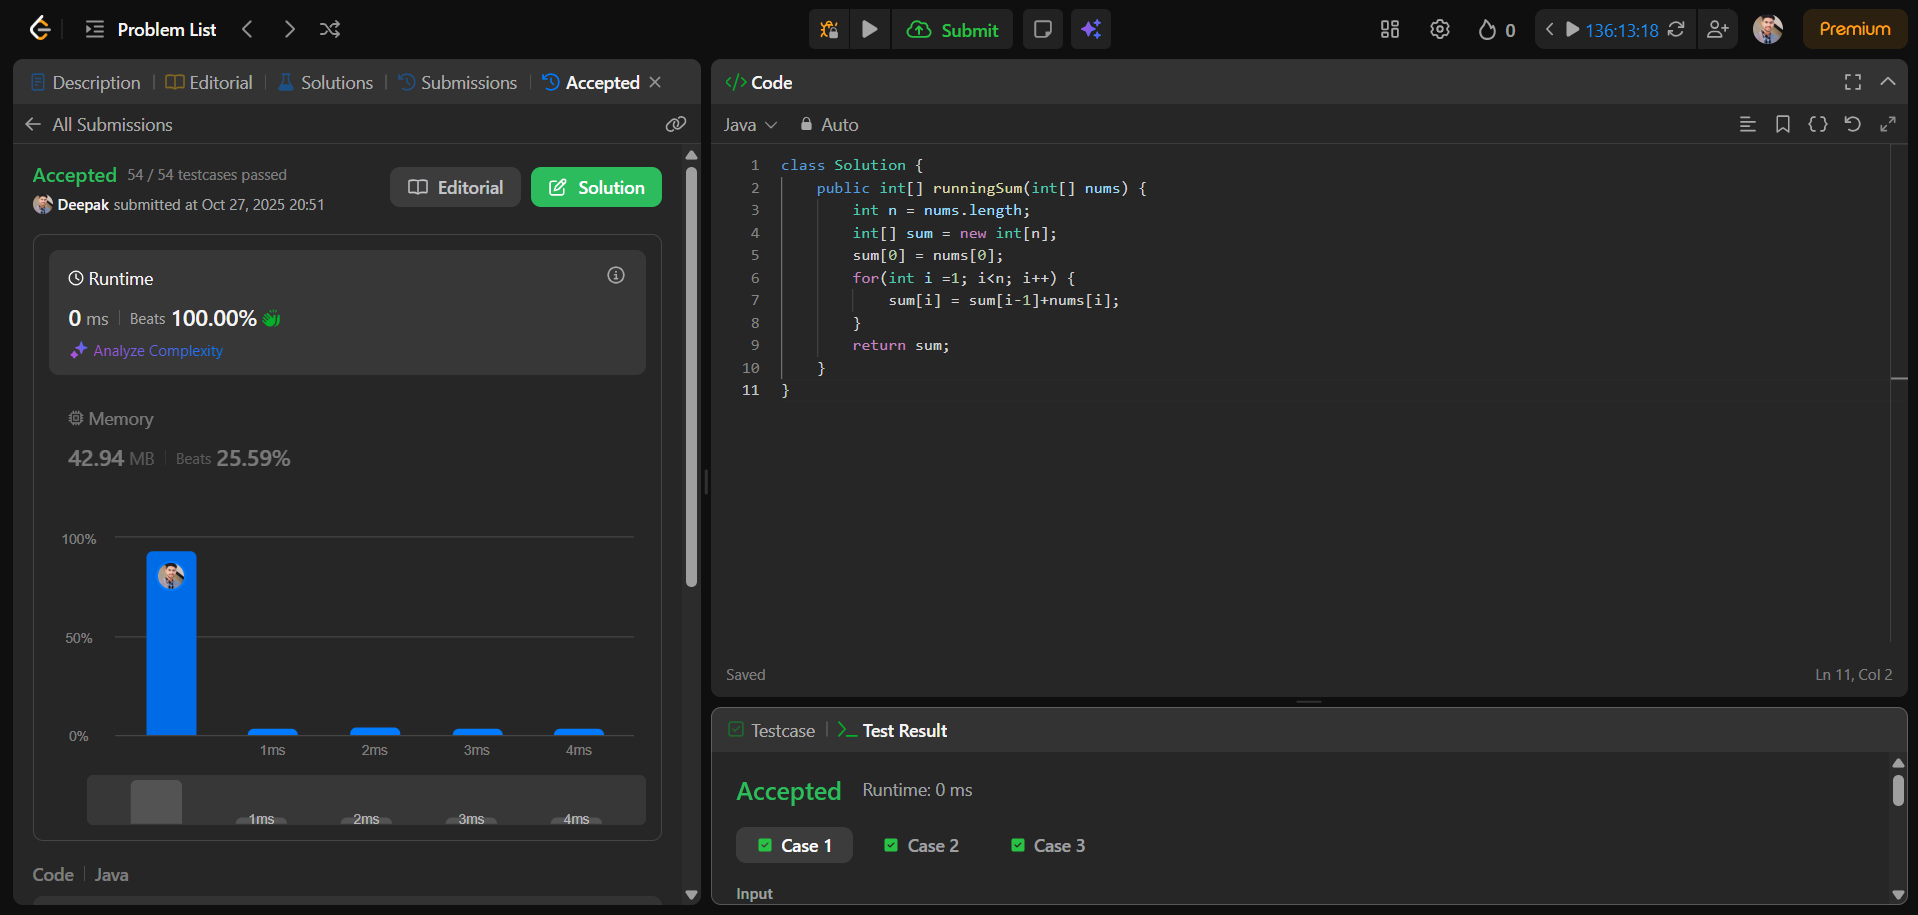 Problem List
Submit
0
136:13:18
Premium
Description
Editorial
Solutions
Submissions
Accepted
All Submissions
Accepted 54 / 54 testcases passed
Deepak submitted at Oct 27, 2025 20:51
Editorial
Solution
Runtime
0 ms Beats 100.00%
Analyze Complexity
Memory
42.94 MB Beats 25.59%
100%
50%
0%
1ms 2ms 3ms 4ms
1ms 2ms 3ms 4ms
Code Java
</> Code
Java Auto
1 class Solution {
2 public int[] runningSum(int[] nums) {
3 int n = nums.length;
4 int[] sum = new int[n];
5 sum[0] = nums[0];
6 for(int i =1; i<n; i++) {
7 sum[i] = sum[i-1]+nums[i];
8 }
9 return sum;
10 }
11 }
Saved
Ln 11, Col 2
Testcase
Test Result
Accepted Runtime: 0 ms
Case 1 Case 2 Case 3
Input